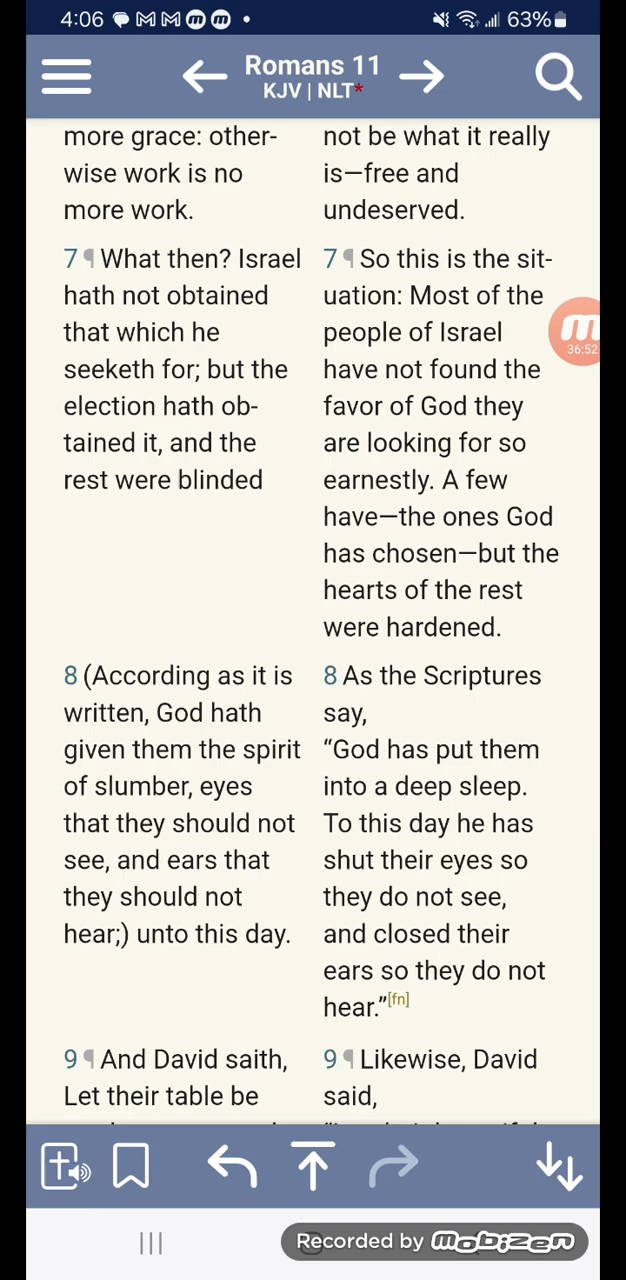 4:06
63%
Romans 11
KJV | NLT*
more grace: other-
wise work is no
more work.
7 ¶ What then? Israel
hath not obtained
that which he
seeketh for; but the
election hath ob-
tained it, and the
rest were blinded
8 (According as it is
written, God hath
given them the spirit
of slumber, eyes
that they should not
see, and ears that
they should not
hear;) unto this day.
9 ¶ And David saith,
Let their table be
not be what it really
is—free and
undeserved.
7 ¶ So this is the sit-
uation: Most of the
people of Israel
have not found the
favor of God they
are looking for so
earnestly. A few
have—the ones God
has chosen—but the
hearts of the rest
were hardened.
8 As the Scriptures
say,
“God has put them
into a deep sleep.
To this day he has
shut their eyes so
they do not see,
and closed their
ears so they do not
hear.”[fn]
9 ¶ Likewise, David
said,
m
36:52
Recorded by mobizen